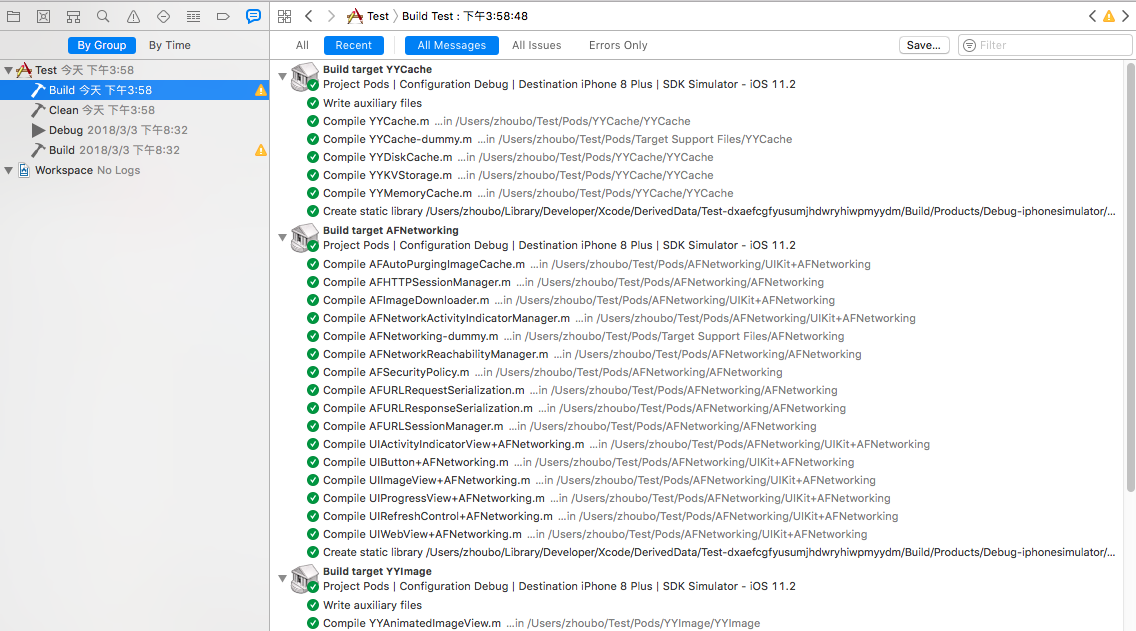 Test 〉 Build Test : 下午3:58:48
By Group By Time
All Recent All Messages All Issues Errors Only Save... Filter
Test 今天 下午3:58
Build 今天 下午3:58
Clean 今天 下午3:58
Debug 2018/3/3 下午8:32
Build 2018/3/3 下午8:32
Workspace No Logs
Build target YYCache
Project Pods | Configuration Debug | Destination iPhone 8 Plus | SDK Simulator - iOS 11.2
Write auxiliary files
Compile YYCache.m ...in /Users/zhoubo/Test/Pods/YYCache/YYCache
Compile YYCache-dummy.m ...in /Users/zhoubo/Test/Pods/Target Support Files/YYCache
Compile YYDiskCache.m ...in /Users/zhoubo/Test/Pods/YYCache/YYCache
Compile YYKVStorage.m ...in /Users/zhoubo/Test/Pods/YYCache/YYCache
Compile YYMemoryCache.m ...in /Users/zhoubo/Test/Pods/YYCache/YYCache
Create static library /Users/zhoubo/Library/Developer/Xcode/DerivedData/Test-dxaefcgfyusumjhdwryhiwpmyydm/Build/Products/Debug-iphonesimulator/...
Build target AFNetworking
Project Pods | Configuration Debug | Destination iPhone 8 Plus | SDK Simulator - iOS 11.2
Compile AFAutoPurgingImageCache.m ...in /Users/zhoubo/Test/Pods/AFNetworking/UIKit+AFNetworking
Compile AFHTTPSessionManager.m ...in /Users/zhoubo/Test/Pods/AFNetworking/AFNetworking
Compile AFImageDownloader.m ...in /Users/zhoubo/Test/Pods/AFNetworking/UIKit+AFNetworking
Compile AFNetworkActivityIndicatorManager.m ...in /Users/zhoubo/Test/Pods/AFNetworking/UIKit+AFNetworking
Compile AFNetworking-dummy.m ...in /Users/zhoubo/Test/Pods/Target Support Files/AFNetworking
Compile AFNetworkReachabilityManager.m ...in /Users/zhoubo/Test/Pods/AFNetworking/AFNetworking
Compile AFSecurityPolicy.m ...in /Users/zhoubo/Test/Pods/AFNetworking/AFNetworking
Compile AFURLRequestSerialization.m ...in /Users/zhoubo/Test/Pods/AFNetworking/AFNetworking
Compile AFURLResponseSerialization.m ...in /Users/zhoubo/Test/Pods/AFNetworking/AFNetworking
Compile AFURLSessionManager.m ...in /Users/zhoubo/Test/Pods/AFNetworking/AFNetworking
Compile UIActivityIndicatorView+AFNetworking.m ...in /Users/zhoubo/Test/Pods/AFNetworking/UIKit+AFNetworking
Compile UIButton+AFNetworking.m ...in /Users/zhoubo/Test/Pods/AFNetworking/UIKit+AFNetworking
Compile UIImageView+AFNetworking.m ...in /Users/zhoubo/Test/Pods/AFNetworking/UIKit+AFNetworking
Compile UIProgressView+AFNetworking.m ...in /Users/zhoubo/Test/Pods/AFNetworking/UIKit+AFNetworking
Compile UIRefreshControl+AFNetworking.m ...in /Users/zhoubo/Test/Pods/AFNetworking/UIKit+AFNetworking
Compile UIWebView+AFNetworking.m ...in /Users/zhoubo/Test/Pods/AFNetworking/UIKit+AFNetworking
Create static library /Users/zhoubo/Library/Developer/Xcode/DerivedData/Test-dxaefcgfyusumjhdwryhiwpmyydm/Build/Products/Debug-iphonesimulator/...
Build target YYImage
Project Pods | Configuration Debug | Destination iPhone 8 Plus | SDK Simulator - iOS 11.2
Write auxiliary files
Compile YYAnimatedImageView.m ...in /Users/zhoubo/Test/Pods/YYImage/YYImage